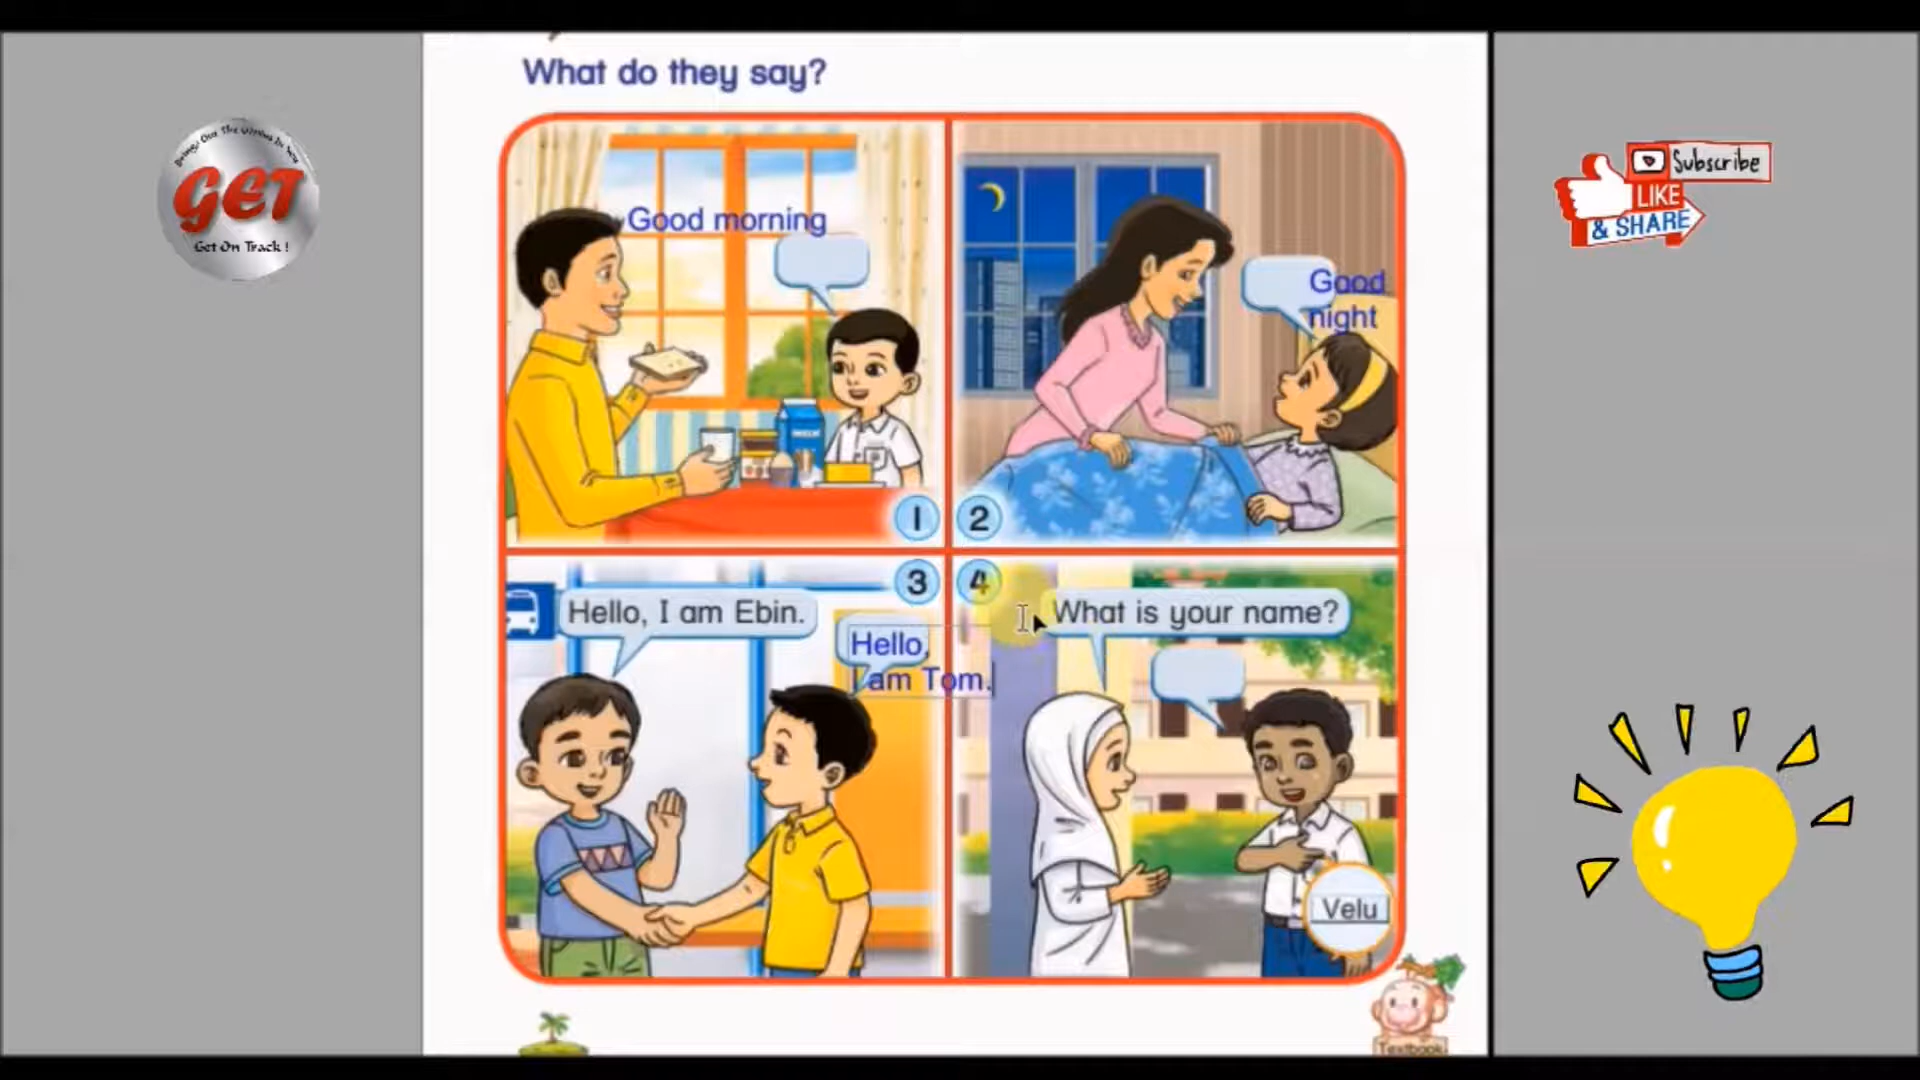 What do they say?
GET
Get On Track !
Subscribe
LIKE
& SHARE
Good morning
Good
night
1
2
3
4
Hello, I am Ebin.
Hello,
I am Tom.
What is your name?
Velu
Textbook